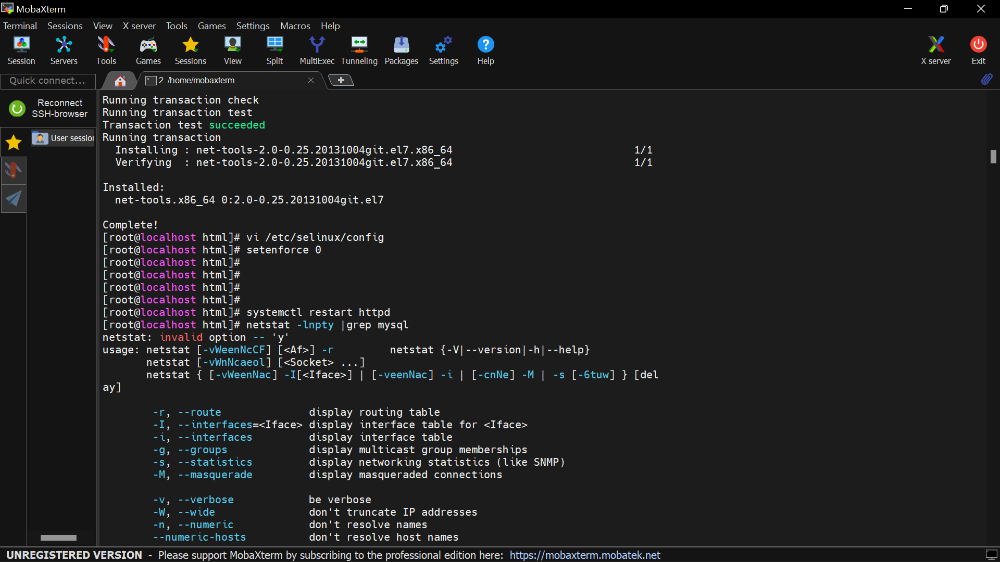 MobaXterm
Terminal Sessions View X server Tools Games Settings Macros Help
Session Servers Tools Games Sessions View Split MultiExec Tunneling Packages Settings Help X server Exit
Quick connect...
2. /home/mobaxterm
Reconnect
SSH-browser
User session
Running transaction check
Running transaction test
Transaction test succeeded
Running transaction
  Installing : net-tools-2.0-0.25.20131004git.el7.x86_64                             1/1
  Verifying  : net-tools-2.0-0.25.20131004git.el7.x86_64                             1/1
Installed:
  net-tools.x86_64 0:2.0-0.25.20131004git.el7
Complete!
[root@localhost html]# vi /etc/selinux/config
[root@localhost html]# setenforce 0
[root@localhost html]#
[root@localhost html]#
[root@localhost html]#
[root@localhost html]#
[root@localhost html]# systemctl restart httpd
[root@localhost html]# netstat -lnpty |grep mysql
netstat: invalid option -- 'y'
usage: netstat [-vWeenNcCF] [<Af>] -r         netstat {-V|--version|-h|--help}
       netstat [-vWnNcaeol] [<Socket> ...]
       netstat { [-vWeenNac] -I[<Iface>] | [-veenNac] -i | [-cnNe] -M | -s [-6tuw] } [del
ay]
        -r, --route              display routing table
        -I, --interfaces=<Iface> display interface table for <Iface>
        -i, --interfaces         display interface table
        -g, --groups             display multicast group memberships
        -s, --statistics         display networking statistics (like SNMP)
        -M, --masquerade         display masqueraded connections
        -v, --verbose            be verbose
        -W, --wide               don't truncate IP addresses
        -n, --numeric            don't resolve names
        --numeric-hosts          don't resolve host names
UNREGISTERED VERSION - Please support MobaXterm by subscribing to the professional edition here: https://mobaxterm.mobatek.net